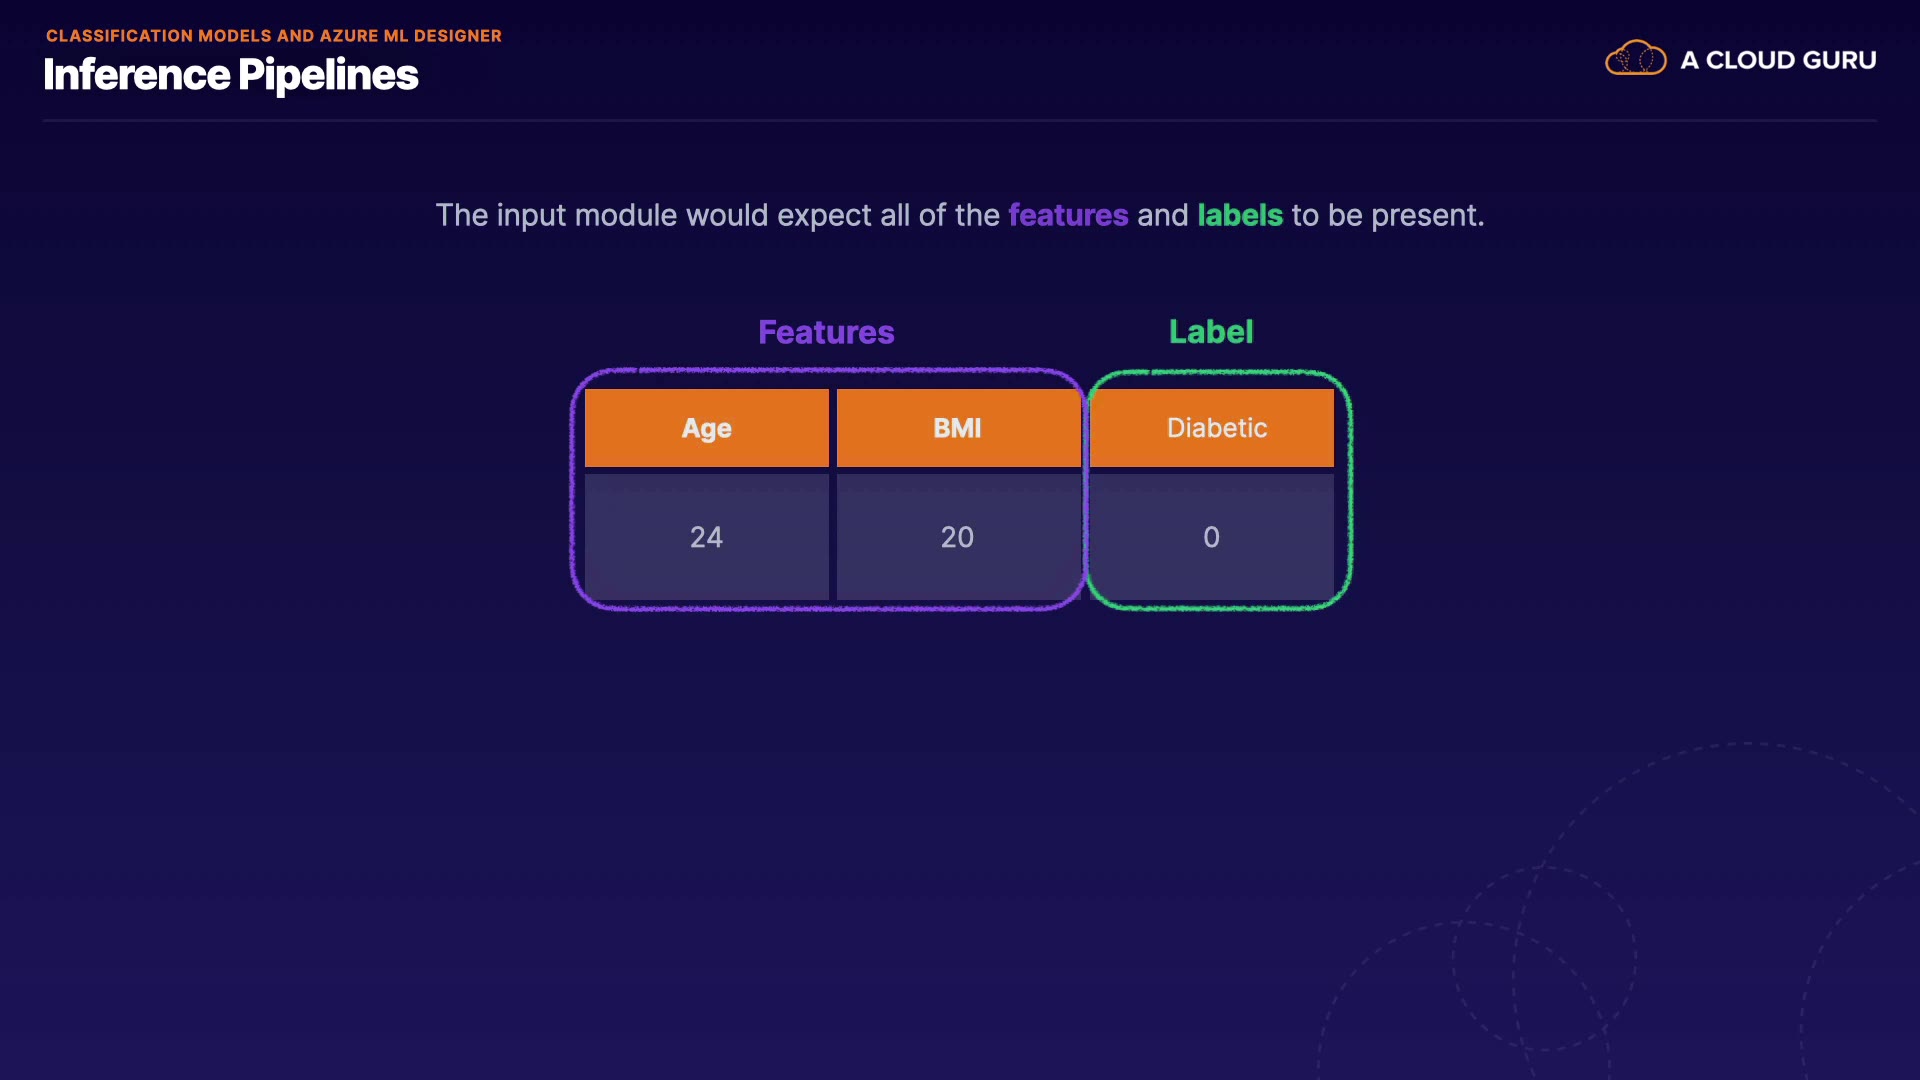 CLASSIFICATION MODELS AND AZURE ML DESIGNER
Inference Pipelines
A CLOUD GURU
The input module would expect all of the features and labels to be present.
Features Label
Age BMI Diabetic
24 20 0